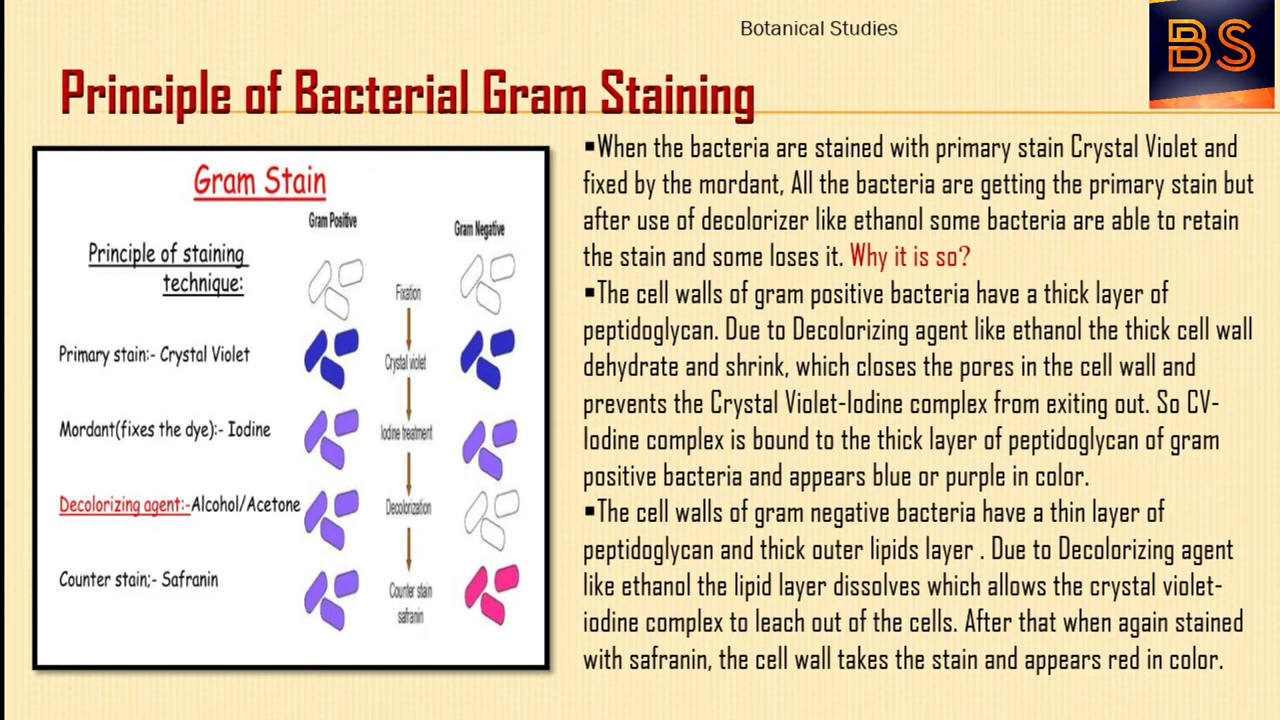 Botanical Studies
BS
Principle of Bacterial Gram Staining
Gram Stain
Gram Positive
Gram Negative
Principle of staining
technique:
Fixation
Primary stain:- Crystal Violet
Crystal violet
Mordant(fixes the dye):- Iodine
Iodine treatment
Decolorizing agent:-Alcohol/Acetone
Decolorization
Counter stain;- Safranin
Counter stain
safranin
▪When the bacteria are stained with primary stain Crystal Violet and
fixed by the mordant, All the bacteria are getting the primary stain but
after use of decolorizer like ethanol some bacteria are able to retain
the stain and some loses it. Why it is so?
▪The cell walls of gram positive bacteria have a thick layer of
peptidoglycan. Due to Decolorizing agent like ethanol the thick cell wall
dehydrate and shrink, which closes the pores in the cell wall and
prevents the Crystal Violet-Iodine complex from exiting out. So CV-
Iodine complex is bound to the thick layer of peptidoglycan of gram
positive bacteria and appears blue or purple in color.
▪The cell walls of gram negative bacteria have a thin layer of
peptidoglycan and thick outer lipids layer . Due to Decolorizing agent
like ethanol the lipid layer dissolves which allows the crystal violet-
iodine complex to leach out of the cells. After that when again stained
with safranin, the cell wall takes the stain and appears red in color.